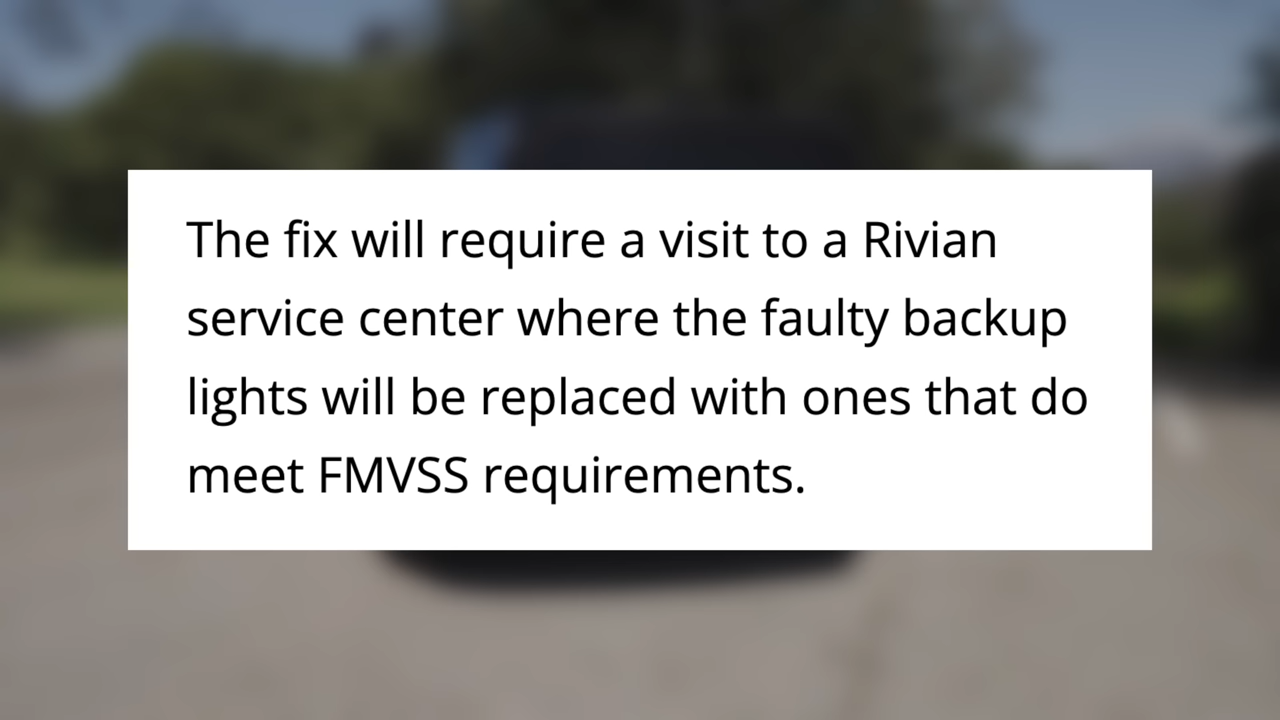 The fix will require a visit to a Rivian
service center where the faulty backup
lights will be replaced with ones that do
meet FMVSS requirements.